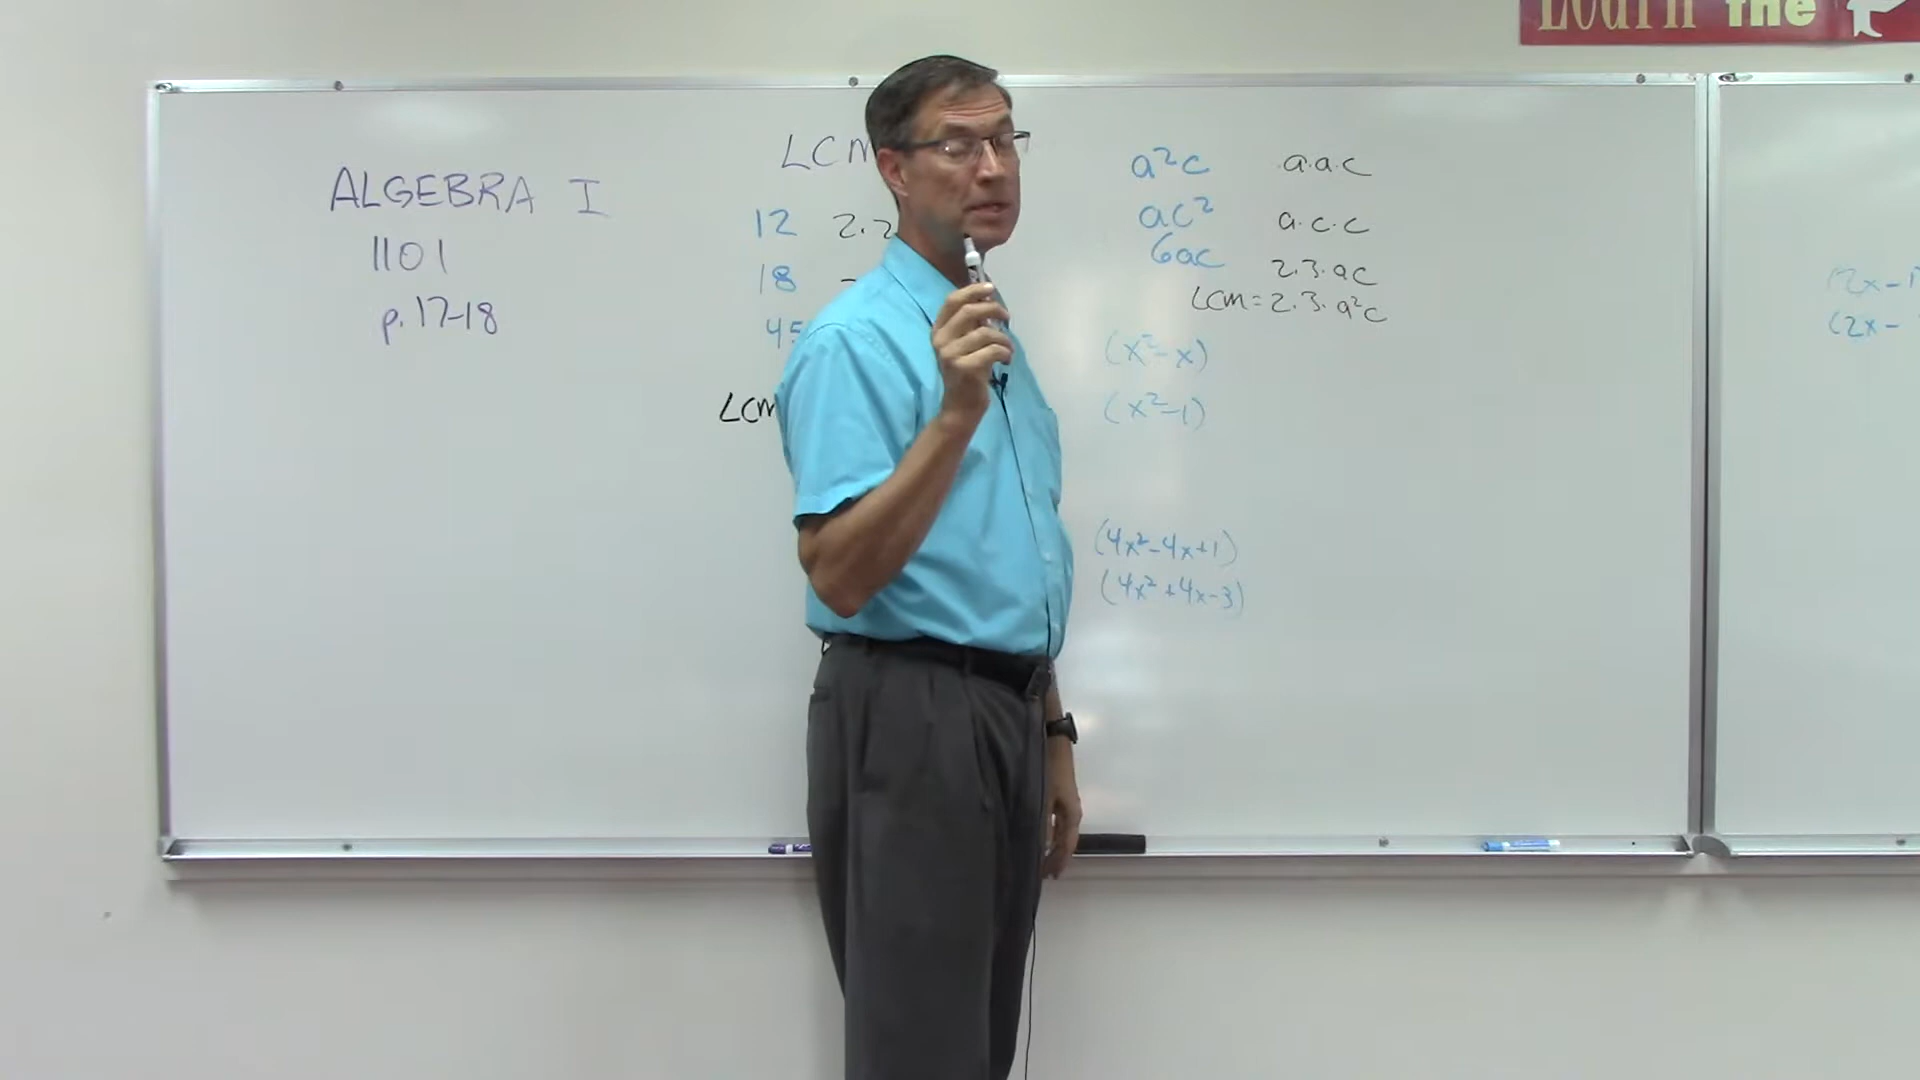 Learn the
ALGEBRA I
1101
p. 17-18
LCM
12 2·2
18
45
LCM
a²c a·a·c
ac² a·c·c
6ac 2·3·ac
LCM = 2·3·a²c
(x²-x)
(x²-1)
(4x²-4x+1)
(4x²+4x-3)
(2x-1
(2x-